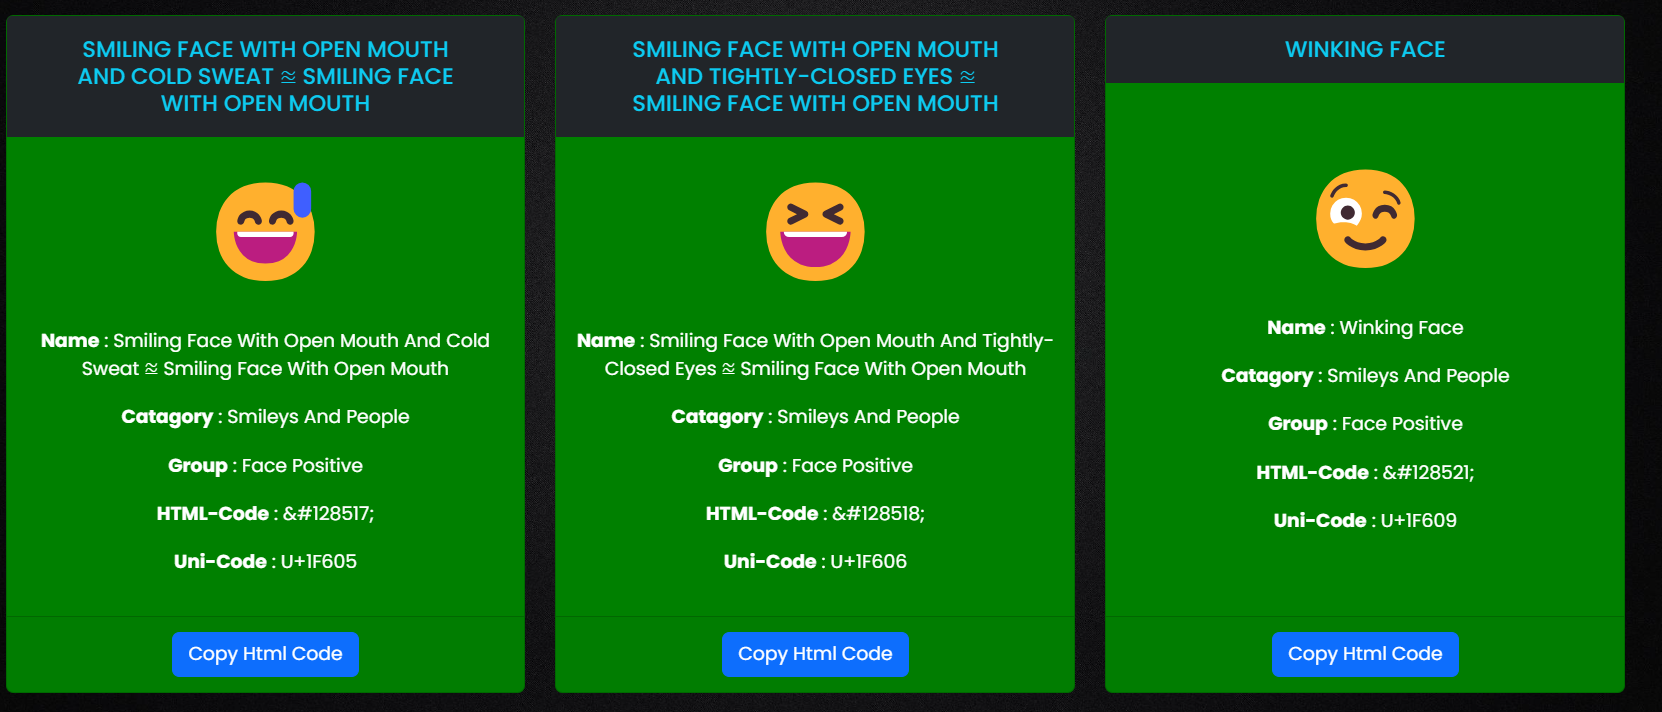 SMILING FACE WITH OPEN MOUTH
AND COLD SWEAT ≊ SMILING FACE
WITH OPEN MOUTH
Name : Smiling Face With Open Mouth And Cold
Sweat ≊ Smiling Face With Open Mouth
Catagory : Smileys And People
Group : Face Positive
HTML-Code : &#128517;
Uni-Code : U+1F605
Copy Html Code
SMILING FACE WITH OPEN MOUTH
AND TIGHTLY-CLOSED EYES ≊
SMILING FACE WITH OPEN MOUTH
Name : Smiling Face With Open Mouth And Tightly-
Closed Eyes ≊ Smiling Face With Open Mouth
Catagory : Smileys And People
Group : Face Positive
HTML-Code : &#128518;
Uni-Code : U+1F606
Copy Html Code
WINKING FACE
Name : Winking Face
Catagory : Smileys And People
Group : Face Positive
HTML-Code : &#128521;
Uni-Code : U+1F609
Copy Html Code